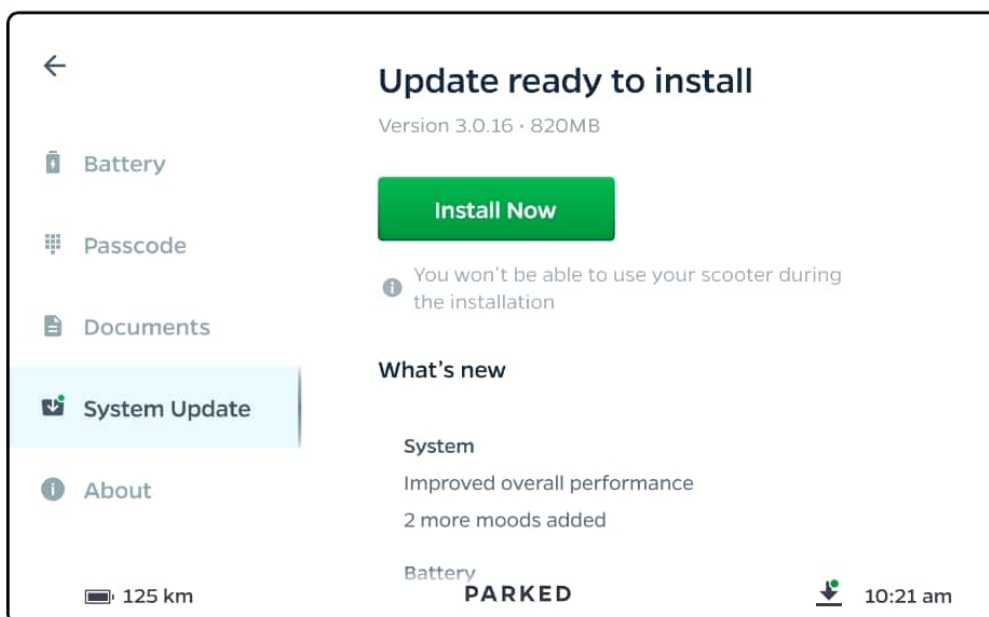 Update ready to install
Version 3.0.16 • 820MB
Install Now
You won't be able to use your scooter during
the installation
What's new
System
Improved overall performance
2 more moods added
Battery
Battery
Passcode
Documents
System Update
About
125 km
PARKED
10:21 am